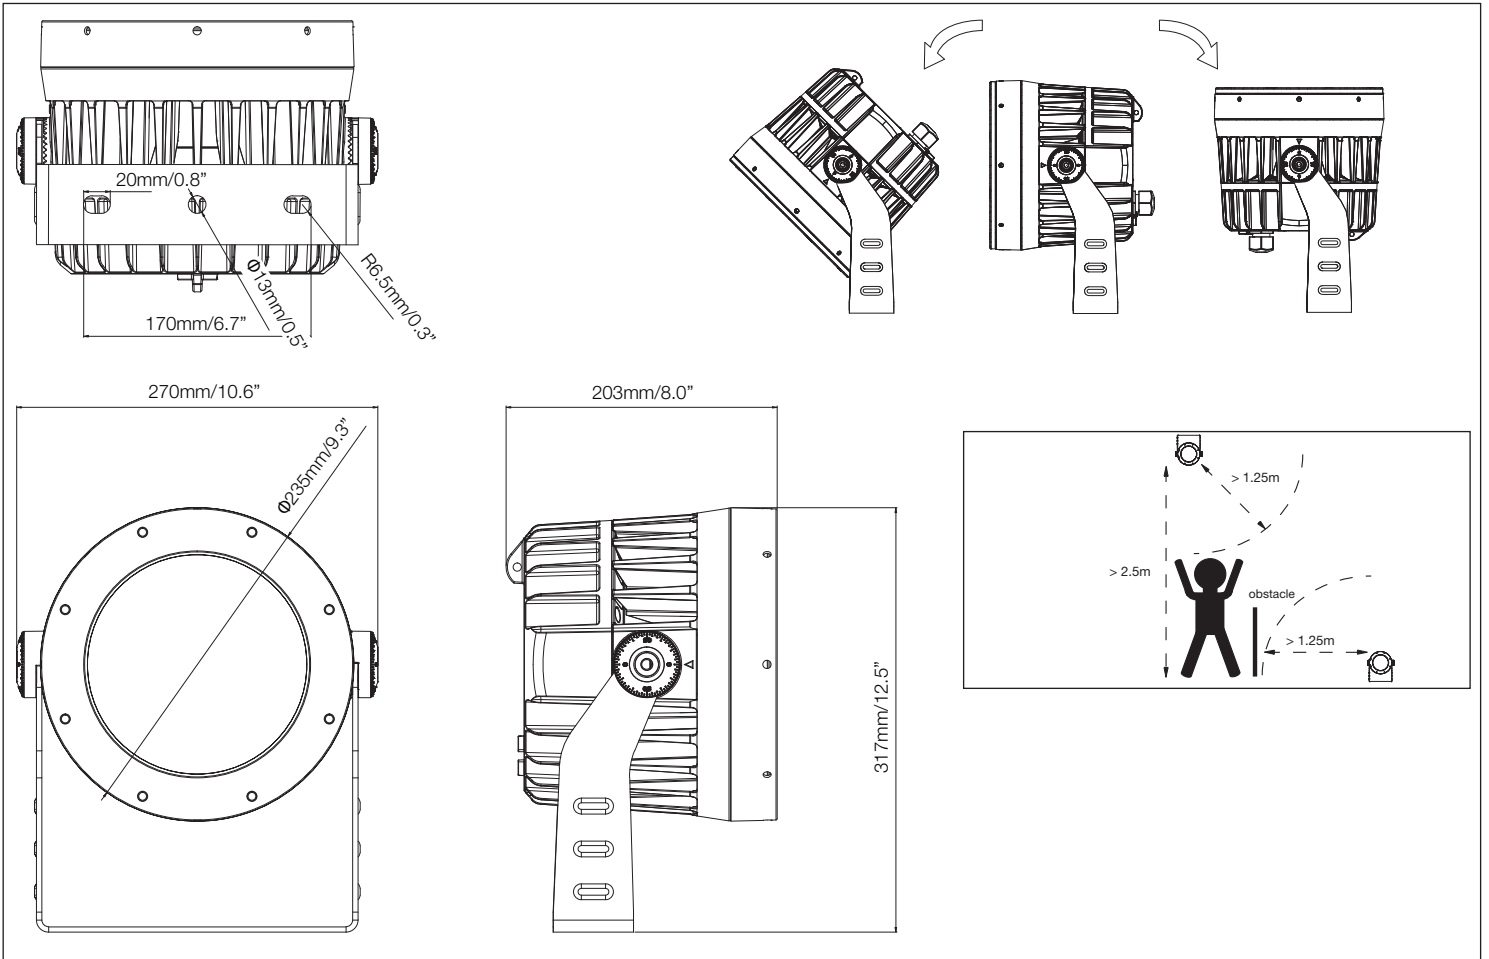 20mm/0.8”
Φ13mm/0.5”
R6.5mm/0.3”
170mm/6.7”
270mm/10.6”
Φ235mm/9.3”
203mm/8.0”
317mm/12.5”
> 1.25m
> 2.5m
obstacle
> 1.25m